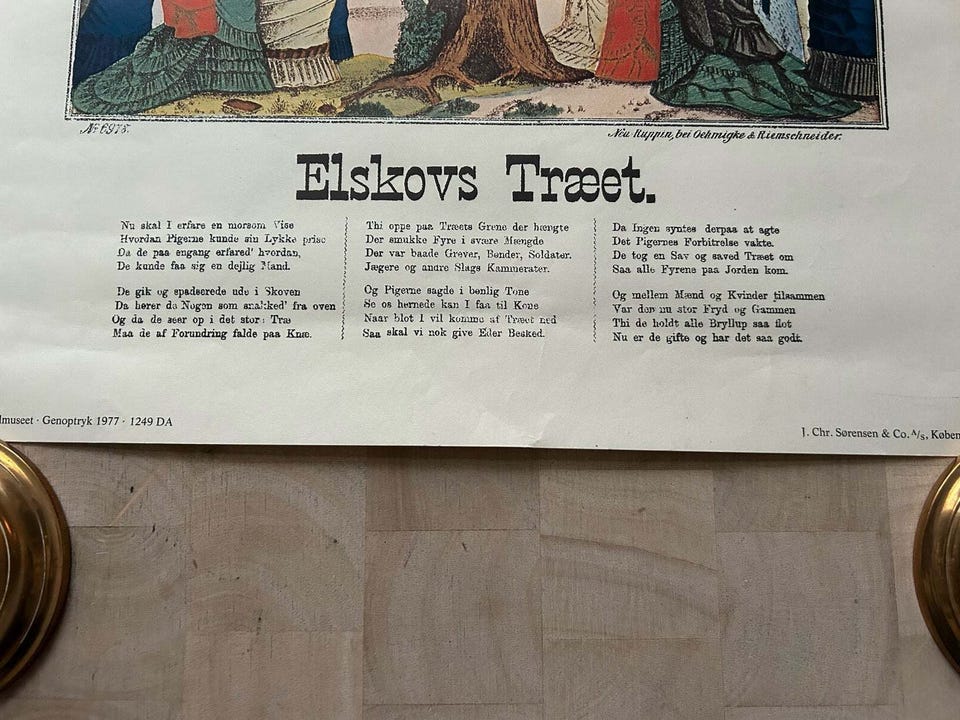 No 6975.
Neu-Ruppin, bei Oehmigke & Riemschneider.
Elskovs Træet.
Nu skal I erfare en morsom Vise
Hvordan Pigerne kunde sin Lykke prise
Da de paa engang erfared' hvordan,
De kunde faa sig en dejlig Mand.
De gik og spadserede ude i Skoven
Da hører de Nogen som snakked' fra oven
Og da de seer op i det store Træ
Maa de af Forundring falde paa Knæ.
Thi oppe paa Træets Grene der hængte
Der smukke Fyre i svære Mængde
Der var baade Grever, Bønder, Soldater.
Jægere og andre Slags Kammerater.
Og Pigerne sagde i bønlig Tone
Se os hernede kan I faa til Kone
Naar blot I vil komme af Træet ned
Saa skal vi nok give Eder Besked.
Da Ingen syntes derpaa at agte
Det Pigernes Forbitrelse vakte.
De tog en Sav og saved Træet om
Saa alle Fyrene paa Jorden kom.
Og mellem Mænd og Kvinder tilsammen
Var der nu stor Fryd og Gammen
Thi de holdt alle Bryllup saa flot
Nu er de gifte og har det saa godt.
lmuseet · Genoptryk 1977 · 1249 DA
J. Chr. Sørensen & Co. A/S, Køben